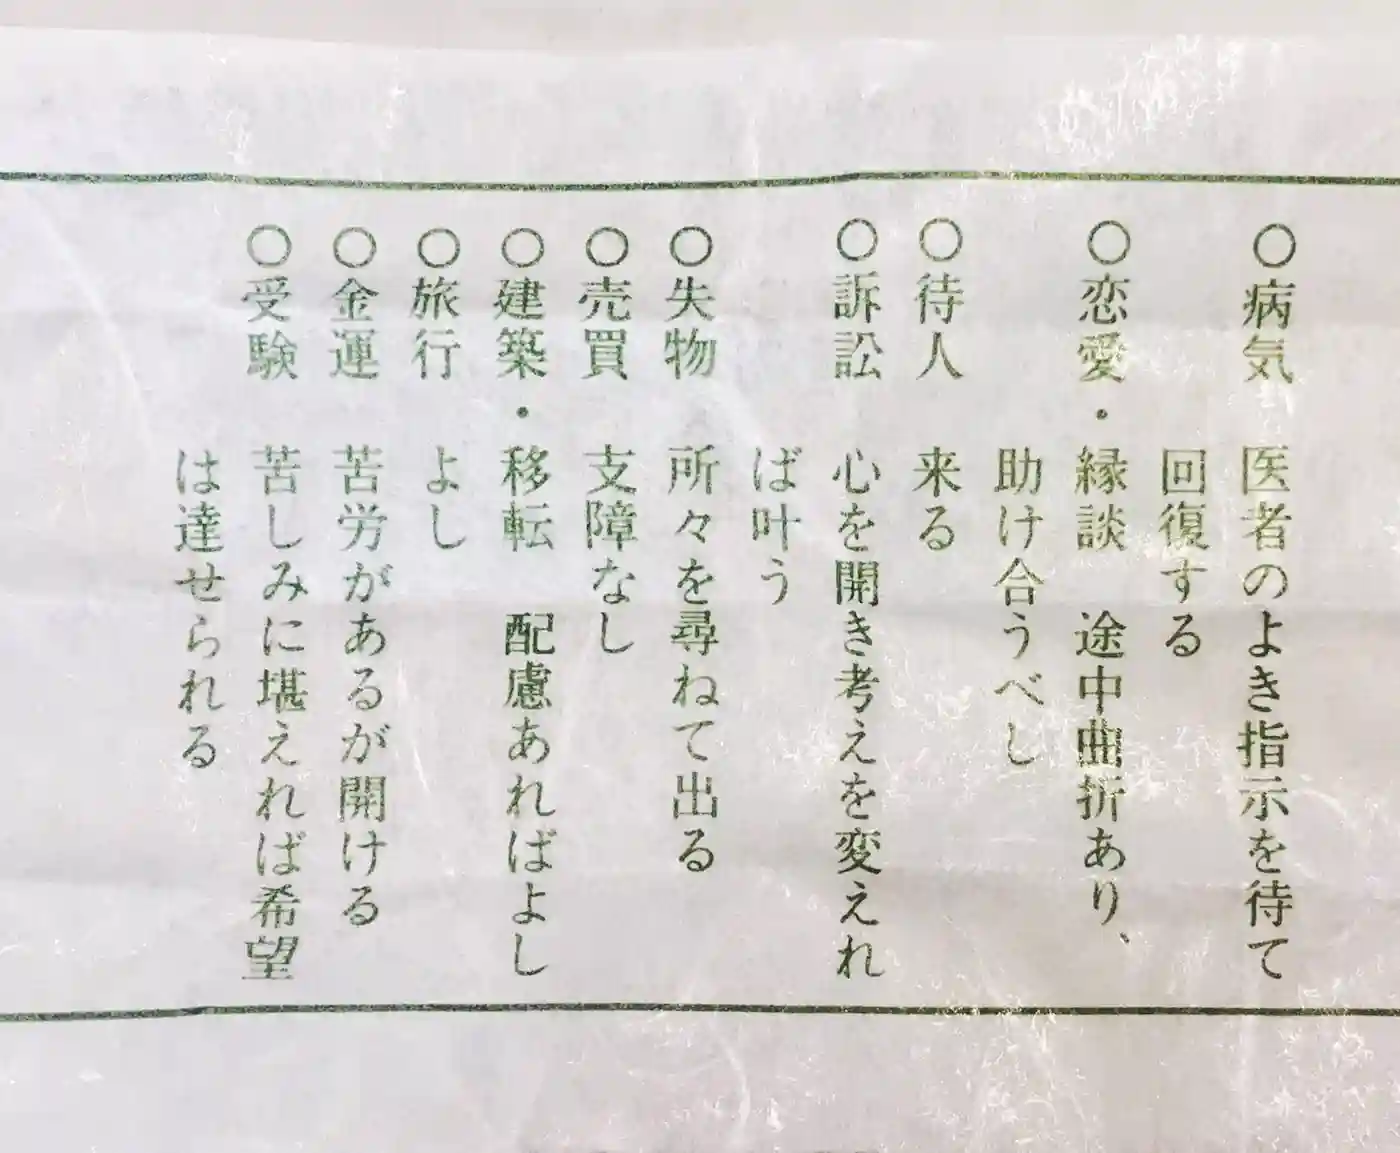 ○病気 医者のよき指示を待て
回復する
○恋愛・縁談 途中曲折あり、
助け合うべし
○待人 来る
○訴訟 心を開き考えを変えれ
ば叶う
○失物 所々を尋ねて出る
○売買 支障なし
○建築・移転 配慮あればよし
○旅行 よし
○金運 苦労があるが開ける
○受験 苦しみに堪えれば希望
は達せられる